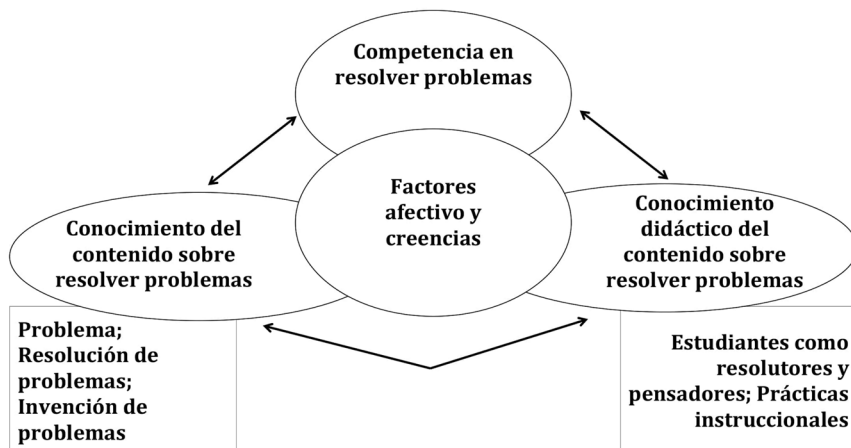 Competencia en
resolver problemas
Factores
afectivo y
creencias
Conocimiento del
contenido sobre
resolver problemas
Conocimiento
didáctico del
contenido sobre
resolver problemas
Problema;
Resolución de
problemas;
Invención de
problemas
Estudiantes como
resolutores y
pensadores; Prácticas
instruccionales